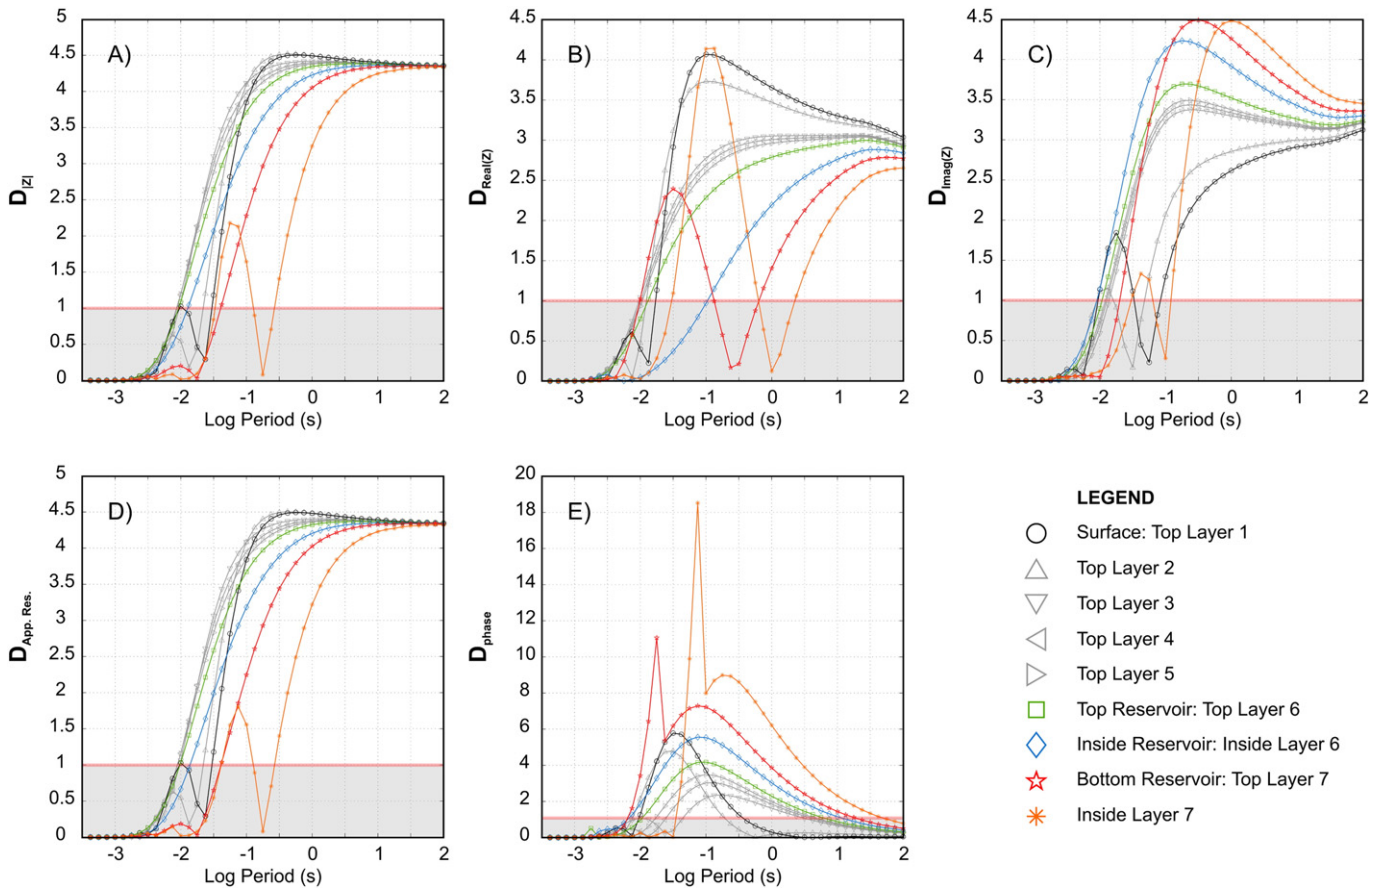 A)
D|Z|
5
4.5
4
3.5
3
2.5
2
1.5
1
0.5
0
-3 -2 -1 0 1 2
Log Period (s)
B)
DReal(Z)
4.5
4
3.5
3
2.5
2
1.5
1
0.5
0
-3 -2 -1 0 1 2
Log Period (s)
C)
DImag(Z)
4.5
4
3.5
3
2.5
2
1.5
1
0.5
0
-3 -2 -1 0 1 2
Log Period (s)
D)
DApp. Res.
5
4.5
4
3.5
3
2.5
2
1.5
1
0.5
0
-3 -2 -1 0 1 2
Log Period (s)
E)
Dphase
20
18
16
14
12
10
8
6
4
2
0
-3 -2 -1 0 1 2
Log Period (s)
LEGEND
Surface: Top Layer 1
Top Layer 2
Top Layer 3
Top Layer 4
Top Layer 5
Top Reservoir: Top Layer 6
Inside Reservoir: Inside Layer 6
Bottom Reservoir: Top Layer 7
Inside Layer 7